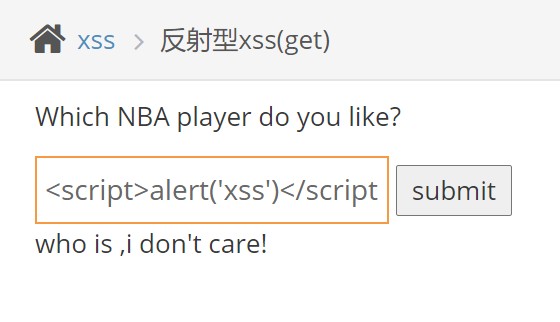 xss > 反射型xss(get)
Which NBA player do you like?
<script>alert('xss')</script submit
who is ,i don't care!